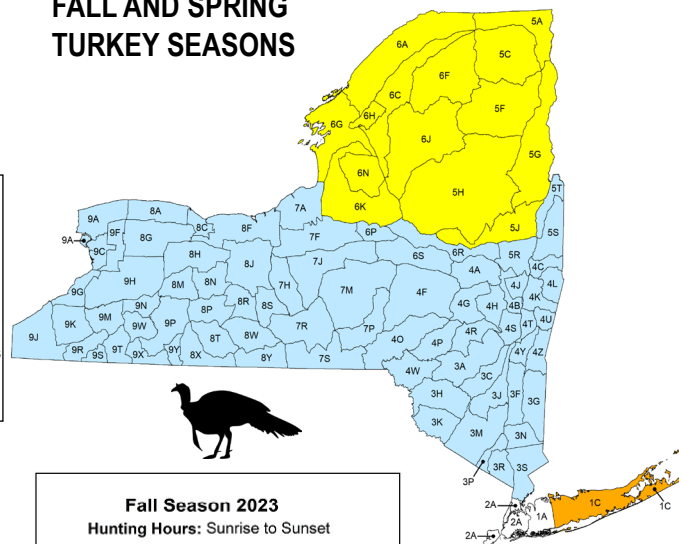 FALL AND SPRING
TURKEY SEASONS
5A
6A
5C
6F
6C
5F
6H
6G
6J
5G
6N
5H
5T
6K
7A
5J
9A
8A
8C
8F
6P
5S
9F
9A
8G
7F
9C
8H
6S
6R
5R
8J
7J
4A
4C
9H
8M
8N
7H
7M
4F
4J
4L
9G
8R
8S
4G
4H
4B
4K
9N
8P
9M
9K
9W
9P
7R
7P
4R
4S
4T
4U
9J
8T
8W
4O
4P
9R
9S
9T
9X
9Y
8X
8Y
7S
4Y
4Z
4W
3A
3C
3H
3J
3F
3G
3K
3M
3N
3P
3R
3S
2A
1C
1C
2A
1A
2A
Fall Season 2023
Hunting Hours: Sunrise to Sunset